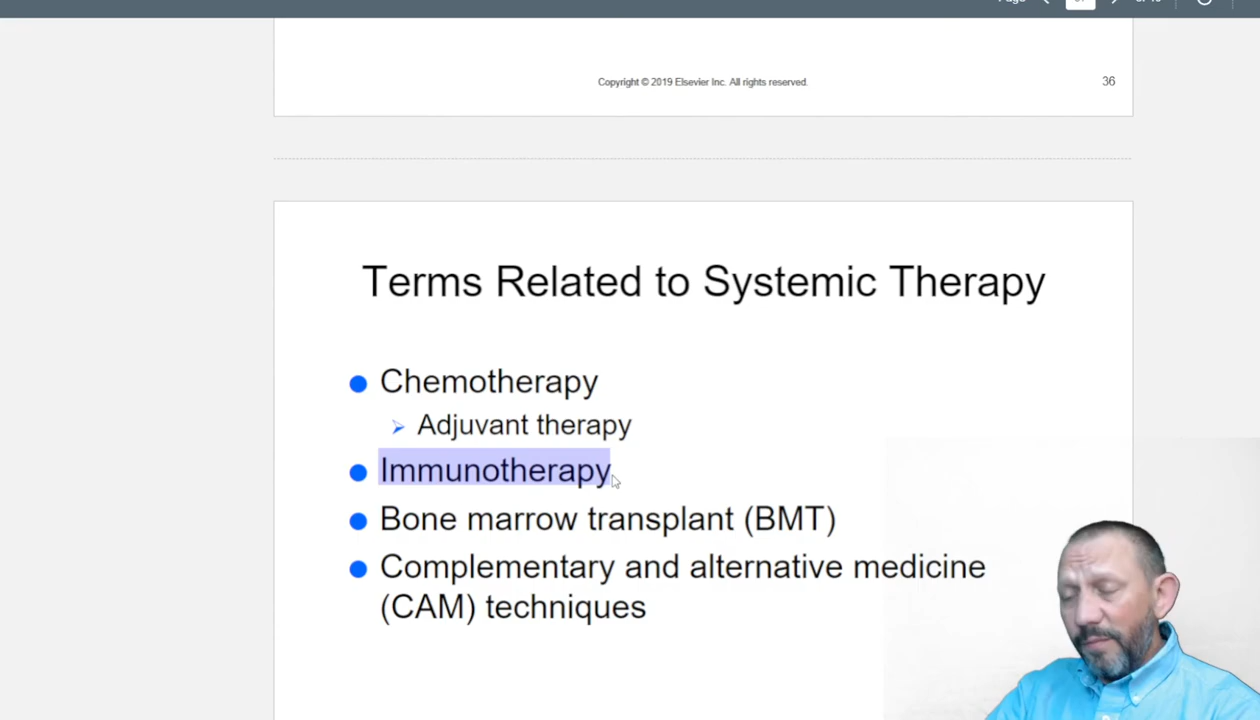 Copyright © 2019 Elsevier Inc. All rights reserved.
36
Terms Related to Systemic Therapy
Chemotherapy
Adjuvant therapy
Immunotherapy
Bone marrow transplant (BMT)
Complementary and alternative medicine
(CAM) techniques